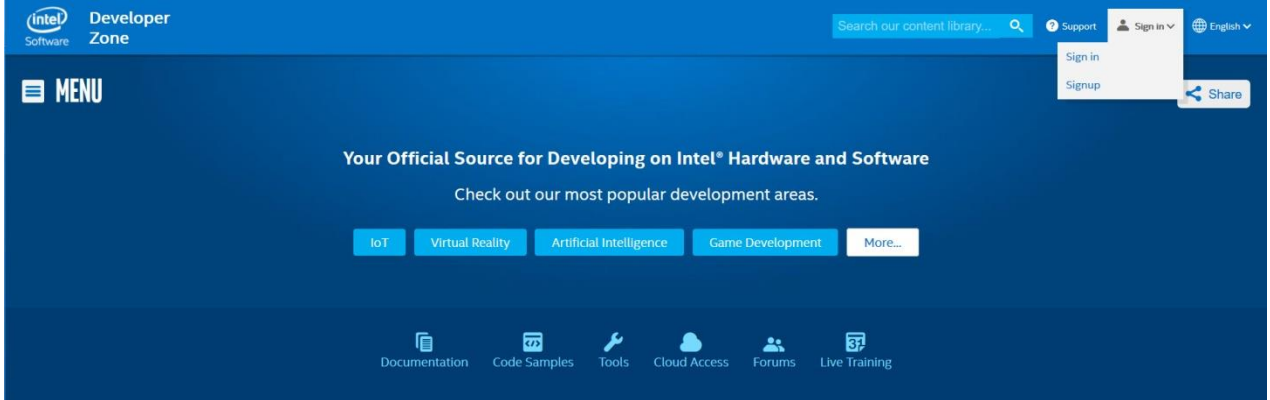 intel
Software
Developer
Zone
Search our content library...
Support
Sign in
English
Sign in
Signup
MENU
Share
Your Official Source for Developing on Intel® Hardware and Software
Check out our most popular development areas.
IoT Virtual Reality Artificial Intelligence Game Development More...
31
Documentation Code Samples Tools Cloud Access Forums Live Training